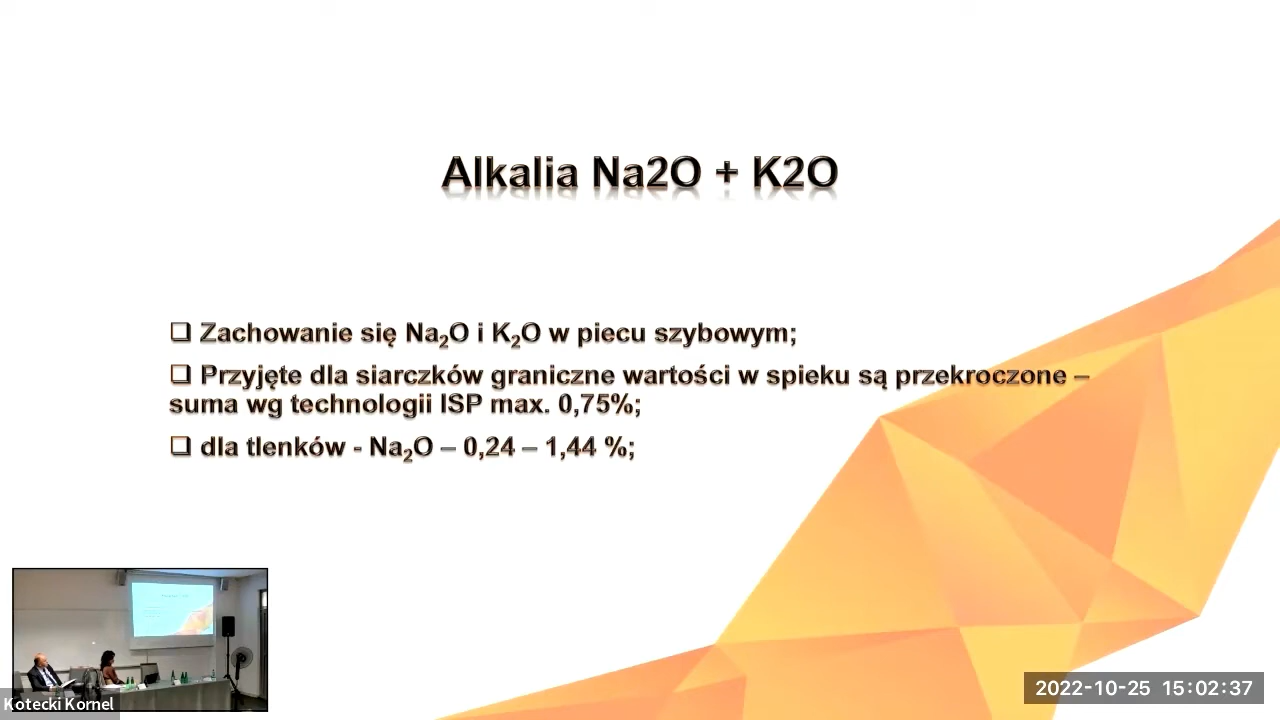 Alkalia Na2O + K2O
❑ Zachowanie się Na₂O i K₂O w piecu szybowym;
❑ Przyjęte dla siarczków graniczne wartości w spieku są przekroczone –
suma wg technologii ISP max. 0,75%;
❑ dla tlenków - Na₂O – 0,24 – 1,44 %;
Kotecki Kornel
2022-10-25 15:02:37